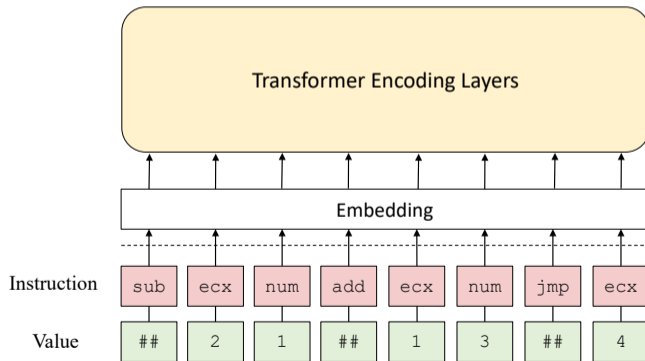 Transformer Encoding Layers
Embedding
Instruction sub ecx num add ecx num jmp ecx
Value ## 2 1 ## 1 3 ## 4